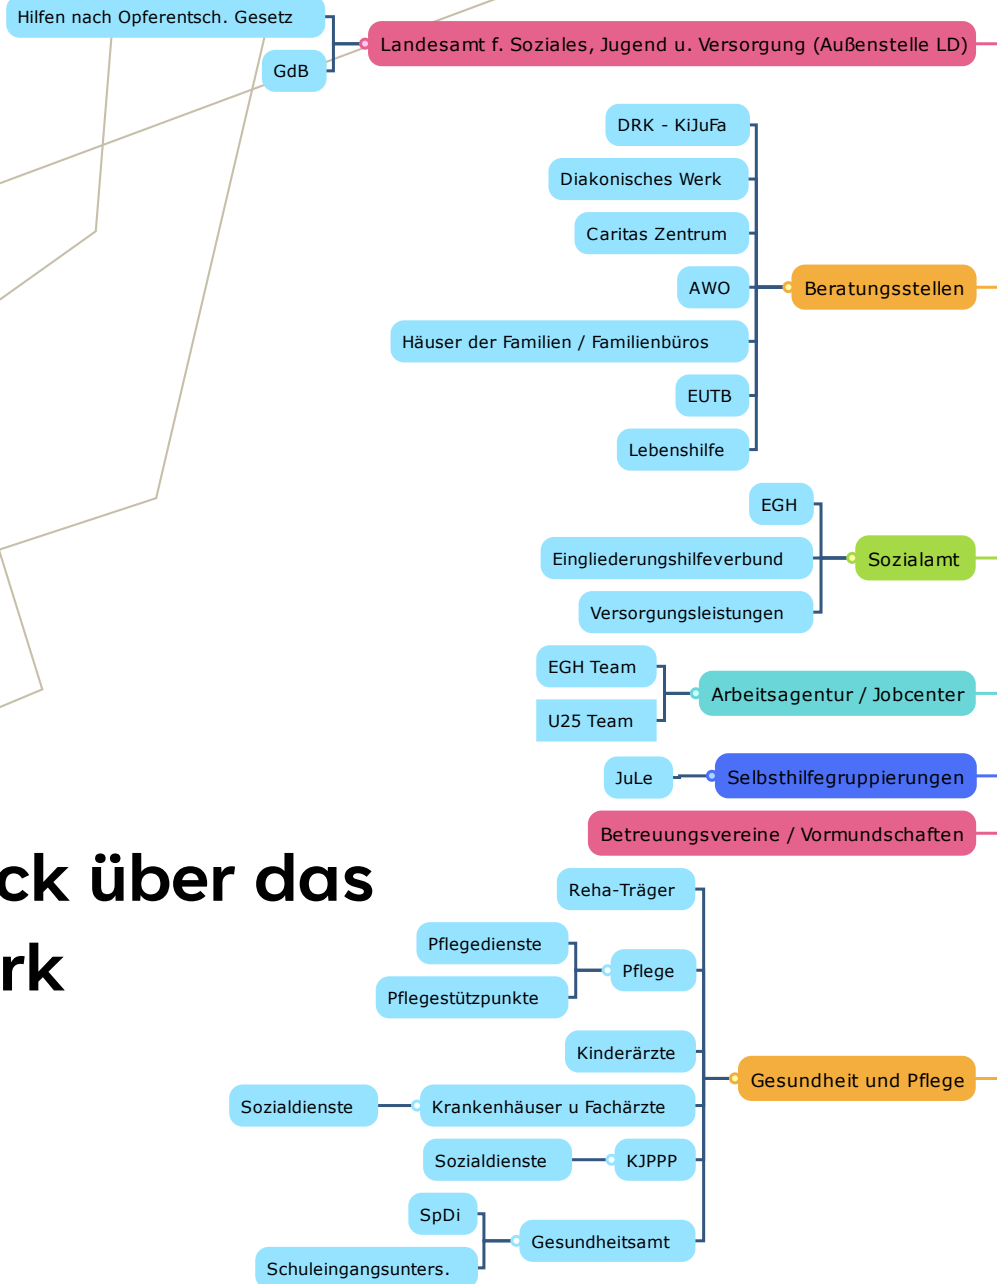 Hilfen nach Opferentsch. Gesetz
Landesamt f. Soziales, Jugend u. Versorgung (Außenstelle LD)
GdB
DRK - KiJuFa
Diakonisches Werk
Caritas Zentrum
AWO
Beratungsstellen
Häuser der Familien / Familienbüros
EUTB
Lebenshilfe
EGH
Eingliederungshilfeverbund
Sozialamt
Versorgungsleistungen
EGH Team
Arbeitsagentur / Jobcenter
U25 Team
JuLe
Selbsthilfegruppierungen
Betreuungsvereine / Vormundschaften
ck über das
rk
Reha-Träger
Pflegedienste
Pflege
Pflegestützpunkte
Kinderärzte
Gesundheit und Pflege
Sozialdienste
Krankenhäuser u Fachärzte
Sozialdienste
KJPPP
SpDi
Gesundheitsamt
Schuleingangsunters.